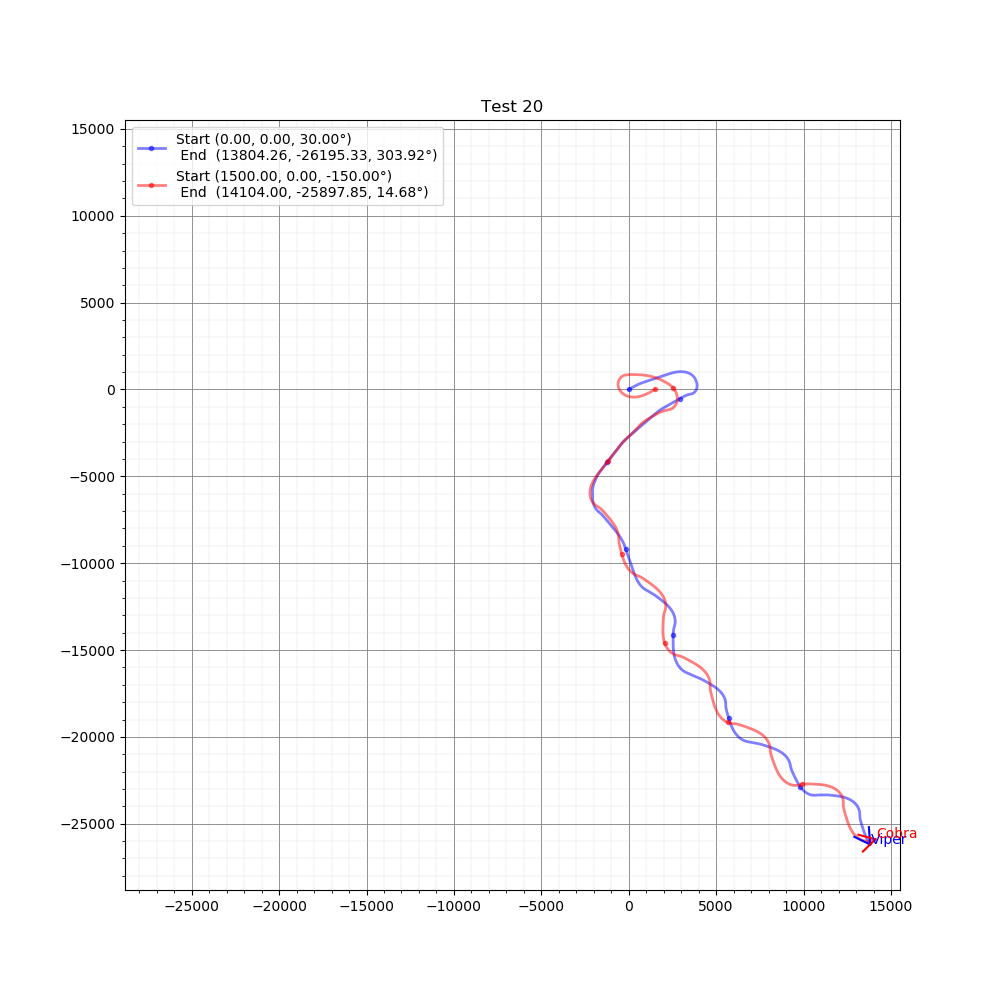 Test 20
Start (0.00, 0.00, 30.00°)
End  (13804.26, -26195.33, 303.92°)
Start (1500.00, 0.00, -150.00°)
End  (14104.00, -25897.85, 14.68°)
15000
10000
5000
0
−5000
−10000
−15000
−20000
−25000
Cobra
Viper
−25000 −20000 −15000 −10000 −5000 0 5000 10000 15000